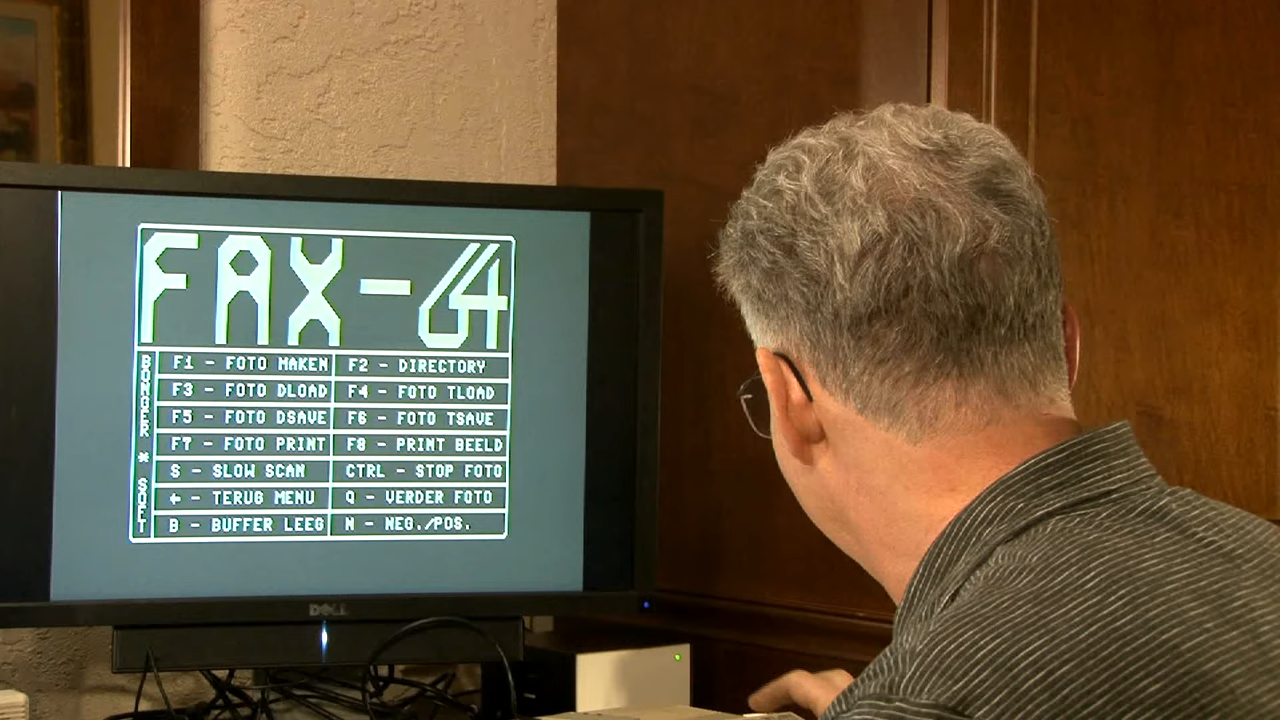 FAX-64
F1 - FOTO MAKEN F2 - DIRECTORY
F3 - FOTO DLOAD F4 - FOTO TLOAD
F5 - FOTO DSAVE F6 - FOTO TSAVE
F7 - FOTO PRINT F8 - PRINT BEELD
S - SLOW SCAN CTRL - STOP FOTO
← - TERUG MENU Q - VERDER FOTO
B - BUFFER LEEG N - NEG./POS.
DELL